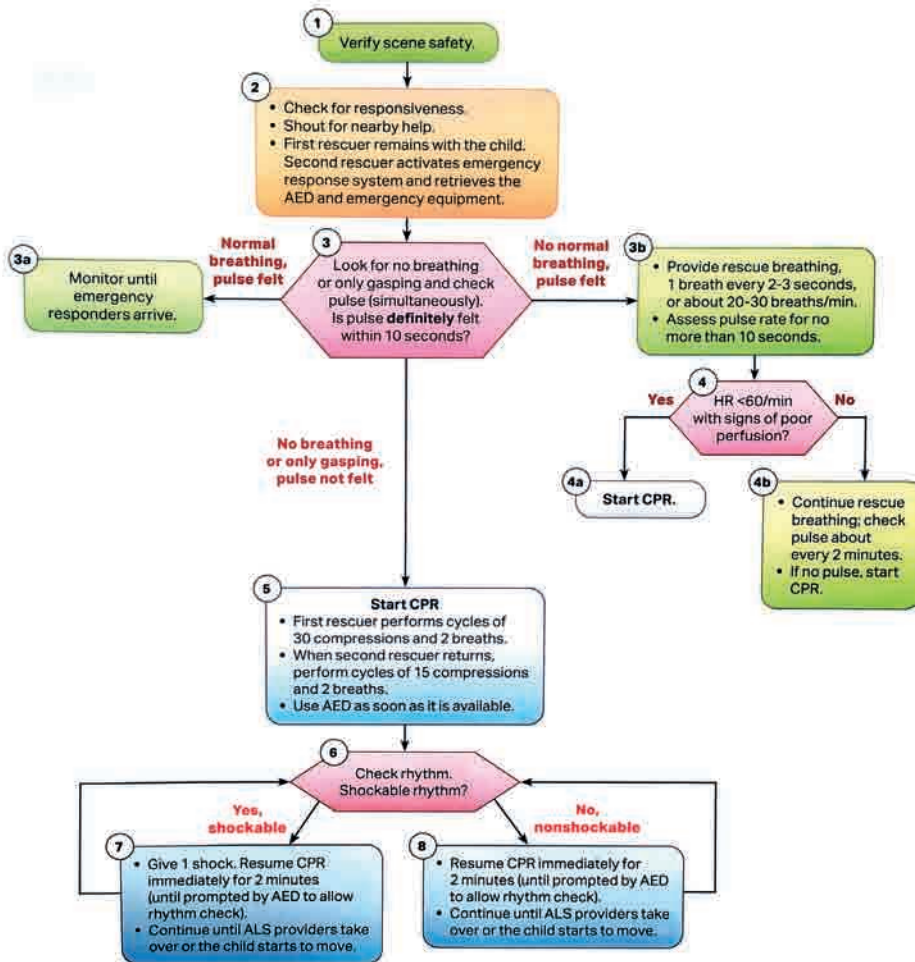 1
Verify scene safety.
2
• Check for responsiveness.
• Shout for nearby help.
• First rescuer remains with the child.
Second rescuer activates emergency
response system and retrieves the
AED and emergency equipment.
3
Look for no breathing
or only gasping and check
pulse (simultaneously).
Is pulse definitely felt
within 10 seconds?
Normal
breathing,
pulse felt
3a
Monitor until
emergency
responders arrive.
No normal
breathing,
pulse felt
3b
• Provide rescue breathing,
1 breath every 2-3 seconds,
or about 20-30 breaths/min.
• Assess pulse rate for no
more than 10 seconds.
4
HR <60/min
with signs of poor
perfusion?
Yes
No
4a
Start CPR.
4b
• Continue rescue
breathing; check
pulse about
every 2 minutes.
• If no pulse, start
CPR.
No breathing
or only gasping,
pulse not felt
5
Start CPR
• First rescuer performs cycles of
30 compressions and 2 breaths.
• When second rescuer returns,
perform cycles of 15 compressions
and 2 breaths.
• Use AED as soon as it is available.
6
Check rhythm.
Shockable rhythm?
Yes,
shockable
No,
nonshockable
7
• Give 1 shock. Resume CPR
immediately for 2 minutes
(until prompted by AED to allow
rhythm check).
• Continue until ALS providers take
over or the child starts to move.
8
• Resume CPR immediately for
2 minutes (until prompted by AED
to allow rhythm check).
• Continue until ALS providers take
over or the child starts to move.